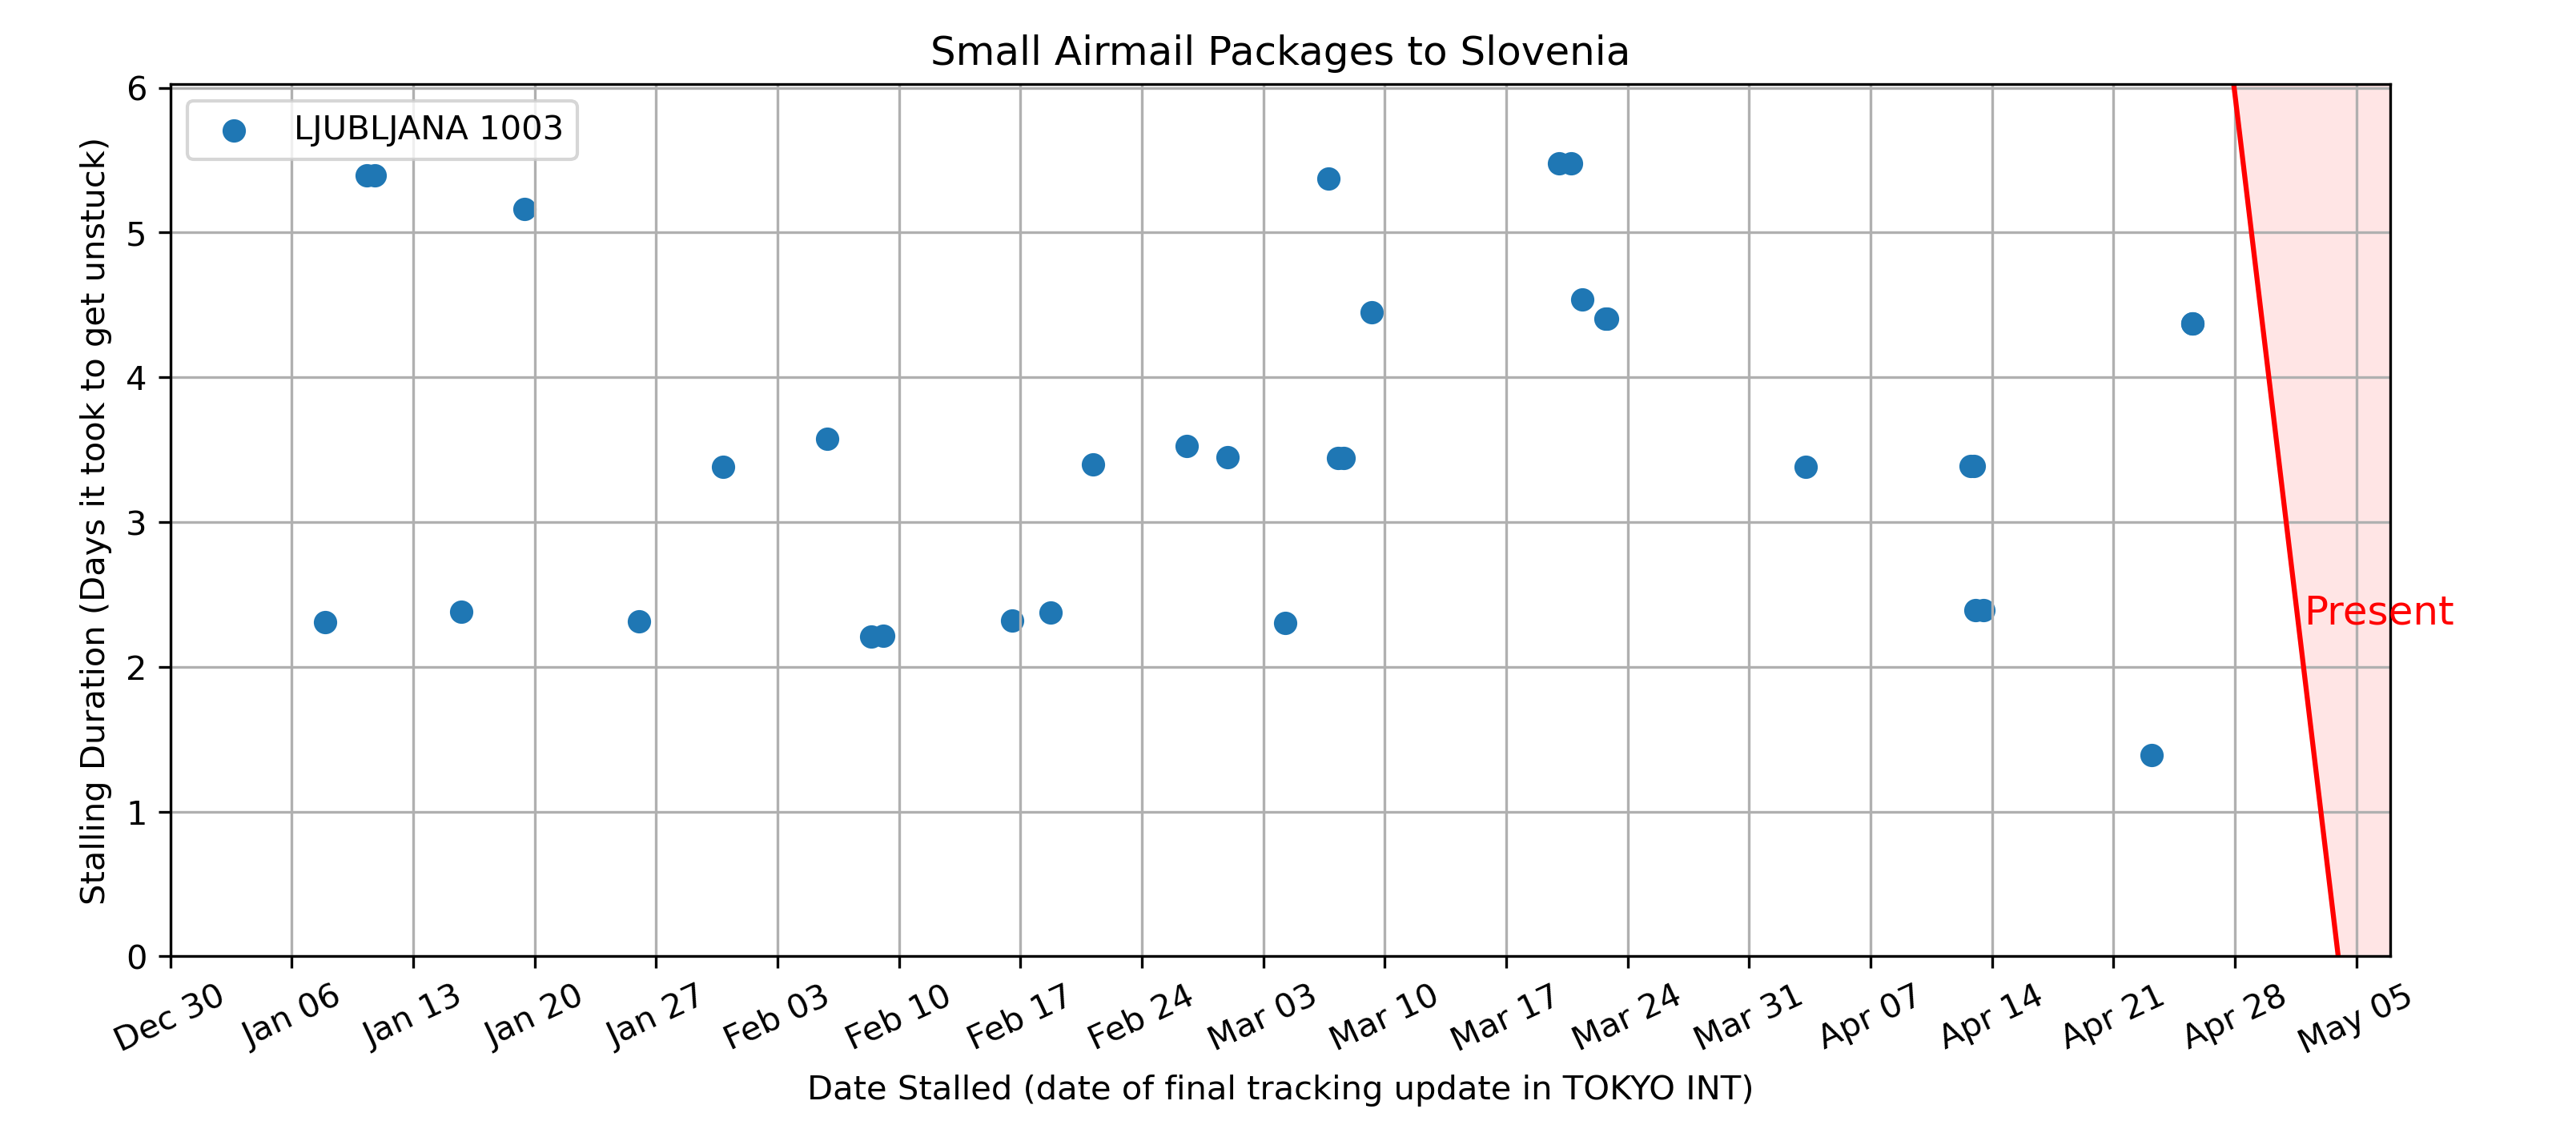 Small Airmail Packages to Slovenia
LJUBLJANA 1003
Stalling Duration (Days it took to get unstuck)
6
5
4
3
2
1
0
Present
Dec 30
Jan 06
Jan 13
Jan 20
Jan 27
Feb 03
Feb 10
Feb 17
Feb 24
Mar 03
Mar 10
Mar 17
Mar 24
Mar 31
Apr 07
Apr 14
Apr 21
Apr 28
May 05
Date Stalled (date of final tracking update in TOKYO INT)